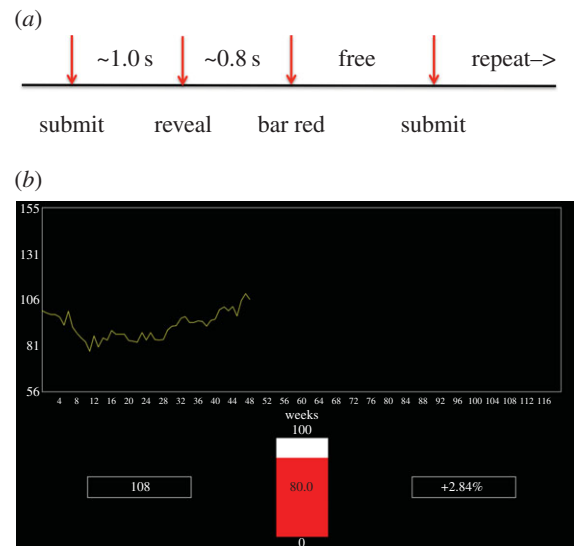 (a)
~1.0 s ~0.8 s free repeat–>
submit reveal bar red submit
(b)
155
131
106
81
56
4 8 12 16 20 24 28 32 36 40 44 48 52 56 60 64 68 72 76 80 84 88 92 96 100 104 108 112 116
weeks
100
108 80.0 +2.84%
0